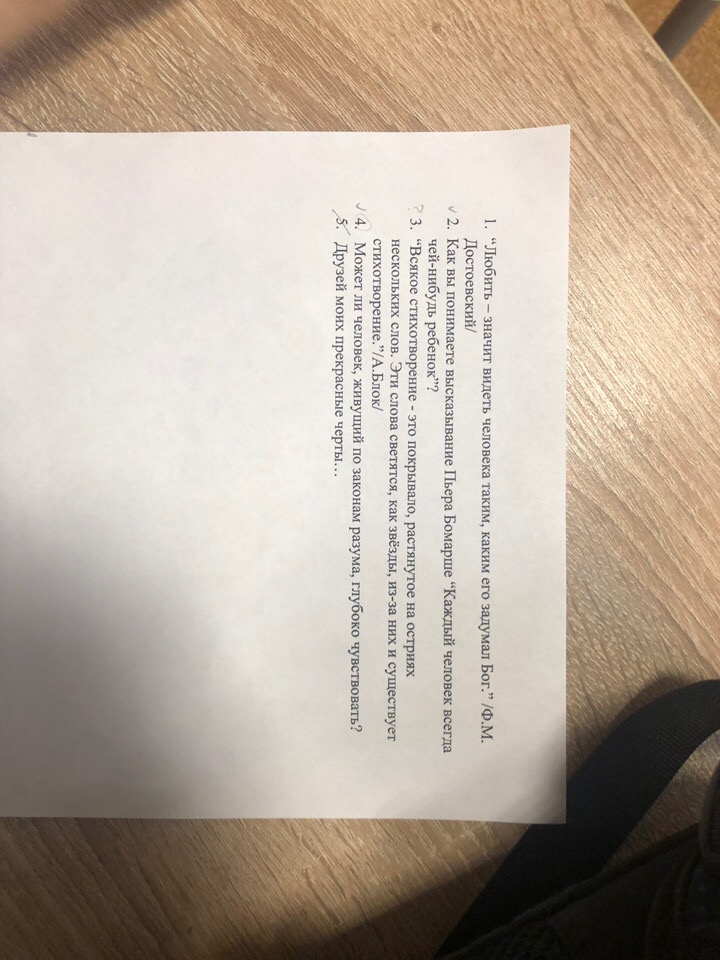 1. “Любить – значит видеть человека таким, каким его задумал Бог.” /Ф.М.
Достоевский/
✓ 2. Как вы понимаете высказывание Пьера Бомарше “Каждый человек всегда
чей-нибудь ребенок”?
? 3. “Всякое стихотворение - это покрывало, растянутое на остриях
нескольких слов. Эти слова светятся, как звёзды, из-за них и существует
стихотворение.”/А.Блок/
✓ 4. Может ли человек, живущий по законам разума, глубоко чувствовать?
5. Друзей моих прекрасные черты…